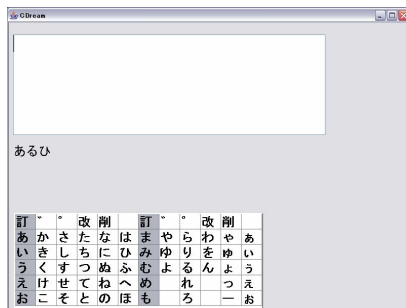 CDream
あるひ
訂 ゛ ゜ 改 削 訂 ゛ ゜ 改 削
あ か さ た な は ま や ら わ ゃ ぁ
い き し ち に ひ み ゆ り を ゅ ぃ
う く す つ ぬ ふ む よ る ん ょ ぅ
え け せ て ね へ め れ っ ぇ
お こ そ と の ほ も ろ ー ぉ